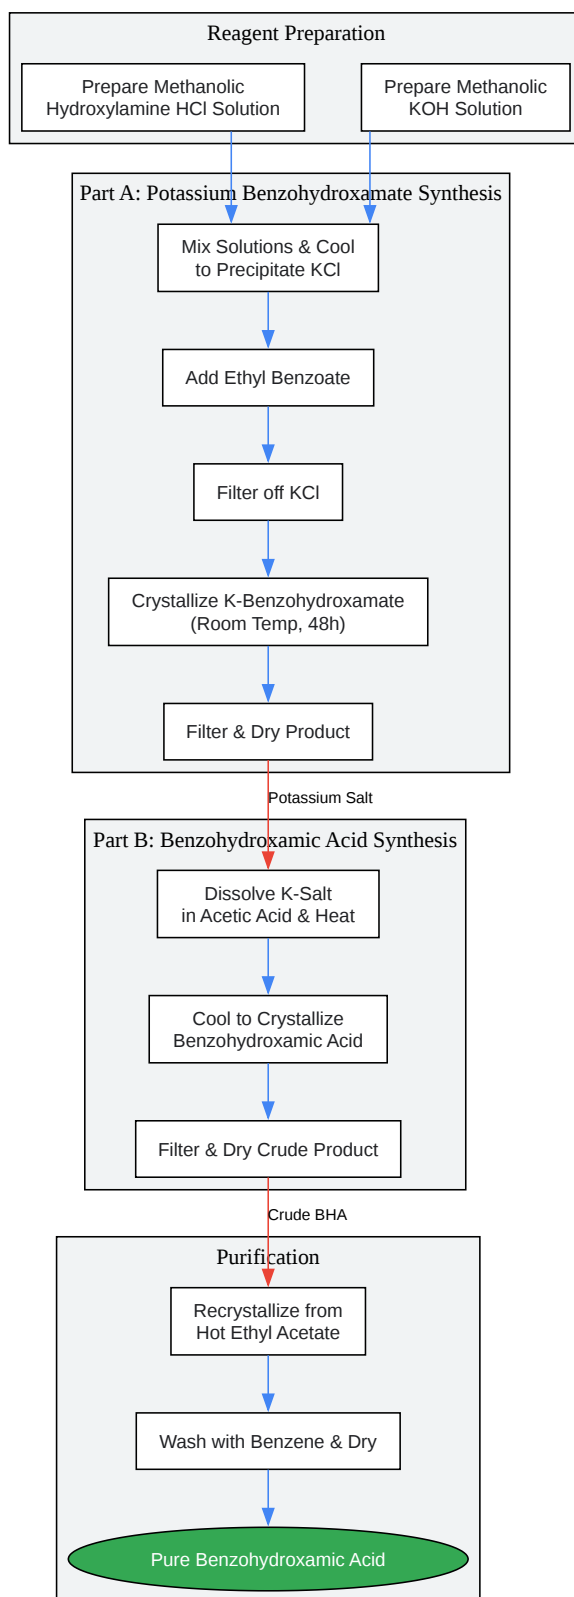 Reagent Preparation
Prepare Methanolic
Hydroxylamine HCl Solution
Prepare Methanolic
KOH Solution
Part A: Potassium Benzohydroxamate Synthesis
Mix Solutions & Cool
to Precipitate KCl
Add Ethyl Benzoate
Filter off KCl
Crystallize K-Benzohydroxamate
(Room Temp, 48h)
Filter & Dry Product
Potassium Salt
Part B: Benzohydroxamic Acid Synthesis
Dissolve K-Salt
in Acetic Acid & Heat
Cool to Crystallize
Benzohydroxamic Acid
Filter & Dry Crude Product
Crude BHA
Purification
Recrystallize from
Hot Ethyl Acetate
Wash with Benzene & Dry
Pure Benzohydroxamic Acid